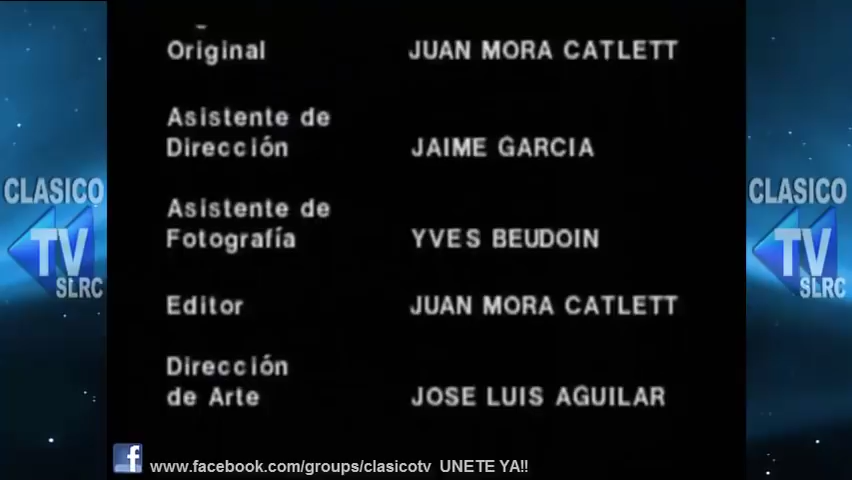 Original JUAN MORA CATLETT
Asistente de
Dirección JAIME GARCIA
Asistente de
Fotografía YVES BEUDOIN
Editor JUAN MORA CATLETT
Dirección
de Arte JOSE LUIS AGUILAR
CLASICO
TV
SLRC
CLASICO
TV
SLRC
f www.facebook.com/groups/clasicotv UNETE YA!!